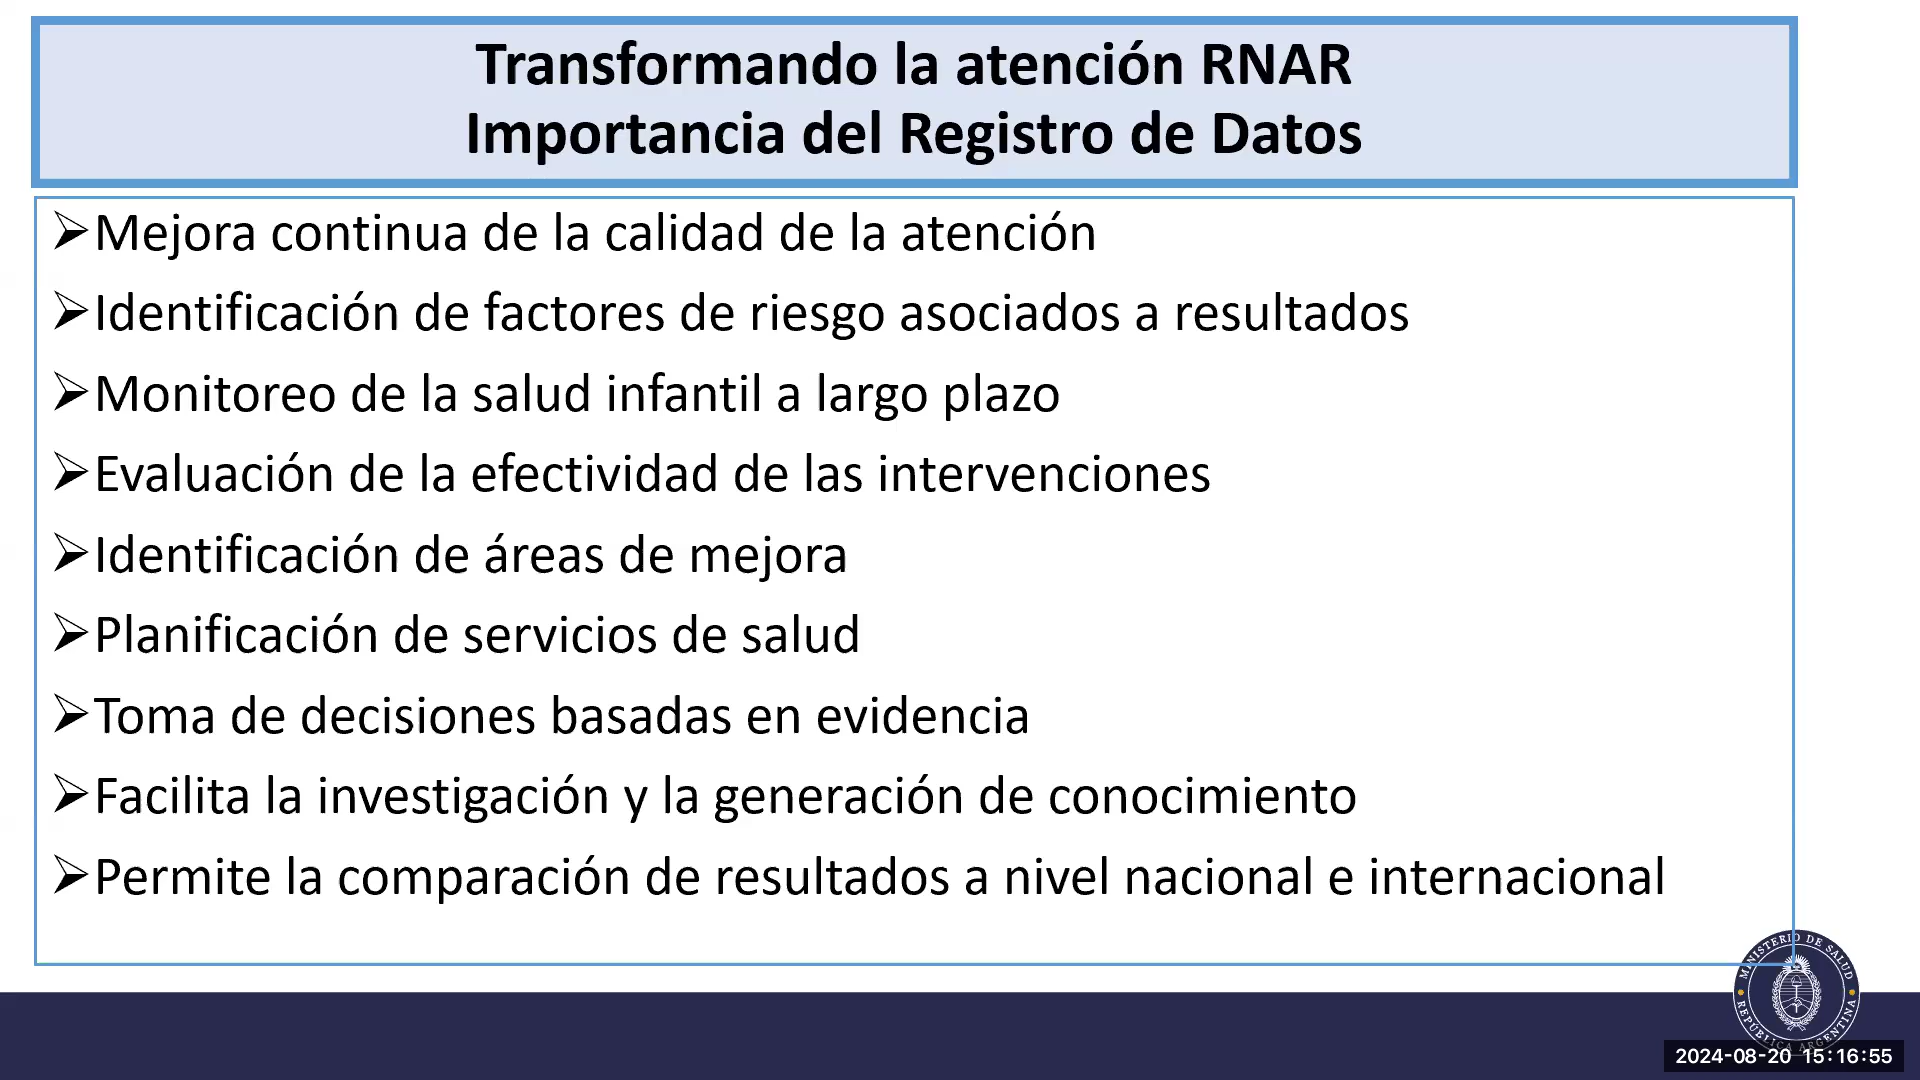 Transformando la atención RNAR
Importancia del Registro de Datos
➢Mejora continua de la calidad de la atención
➢Identificación de factores de riesgo asociados a resultados
➢Monitoreo de la salud infantil a largo plazo
➢Evaluación de la efectividad de las intervenciones
➢Identificación de áreas de mejora
➢Planificación de servicios de salud
➢Toma de decisiones basadas en evidencia
➢Facilita la investigación y la generación de conocimiento
➢Permite la comparación de resultados a nivel nacional e internacional
MINISTERIO DE SALUD
REPÚBLICA ARGENTINA
2024-08-20 15:16:55